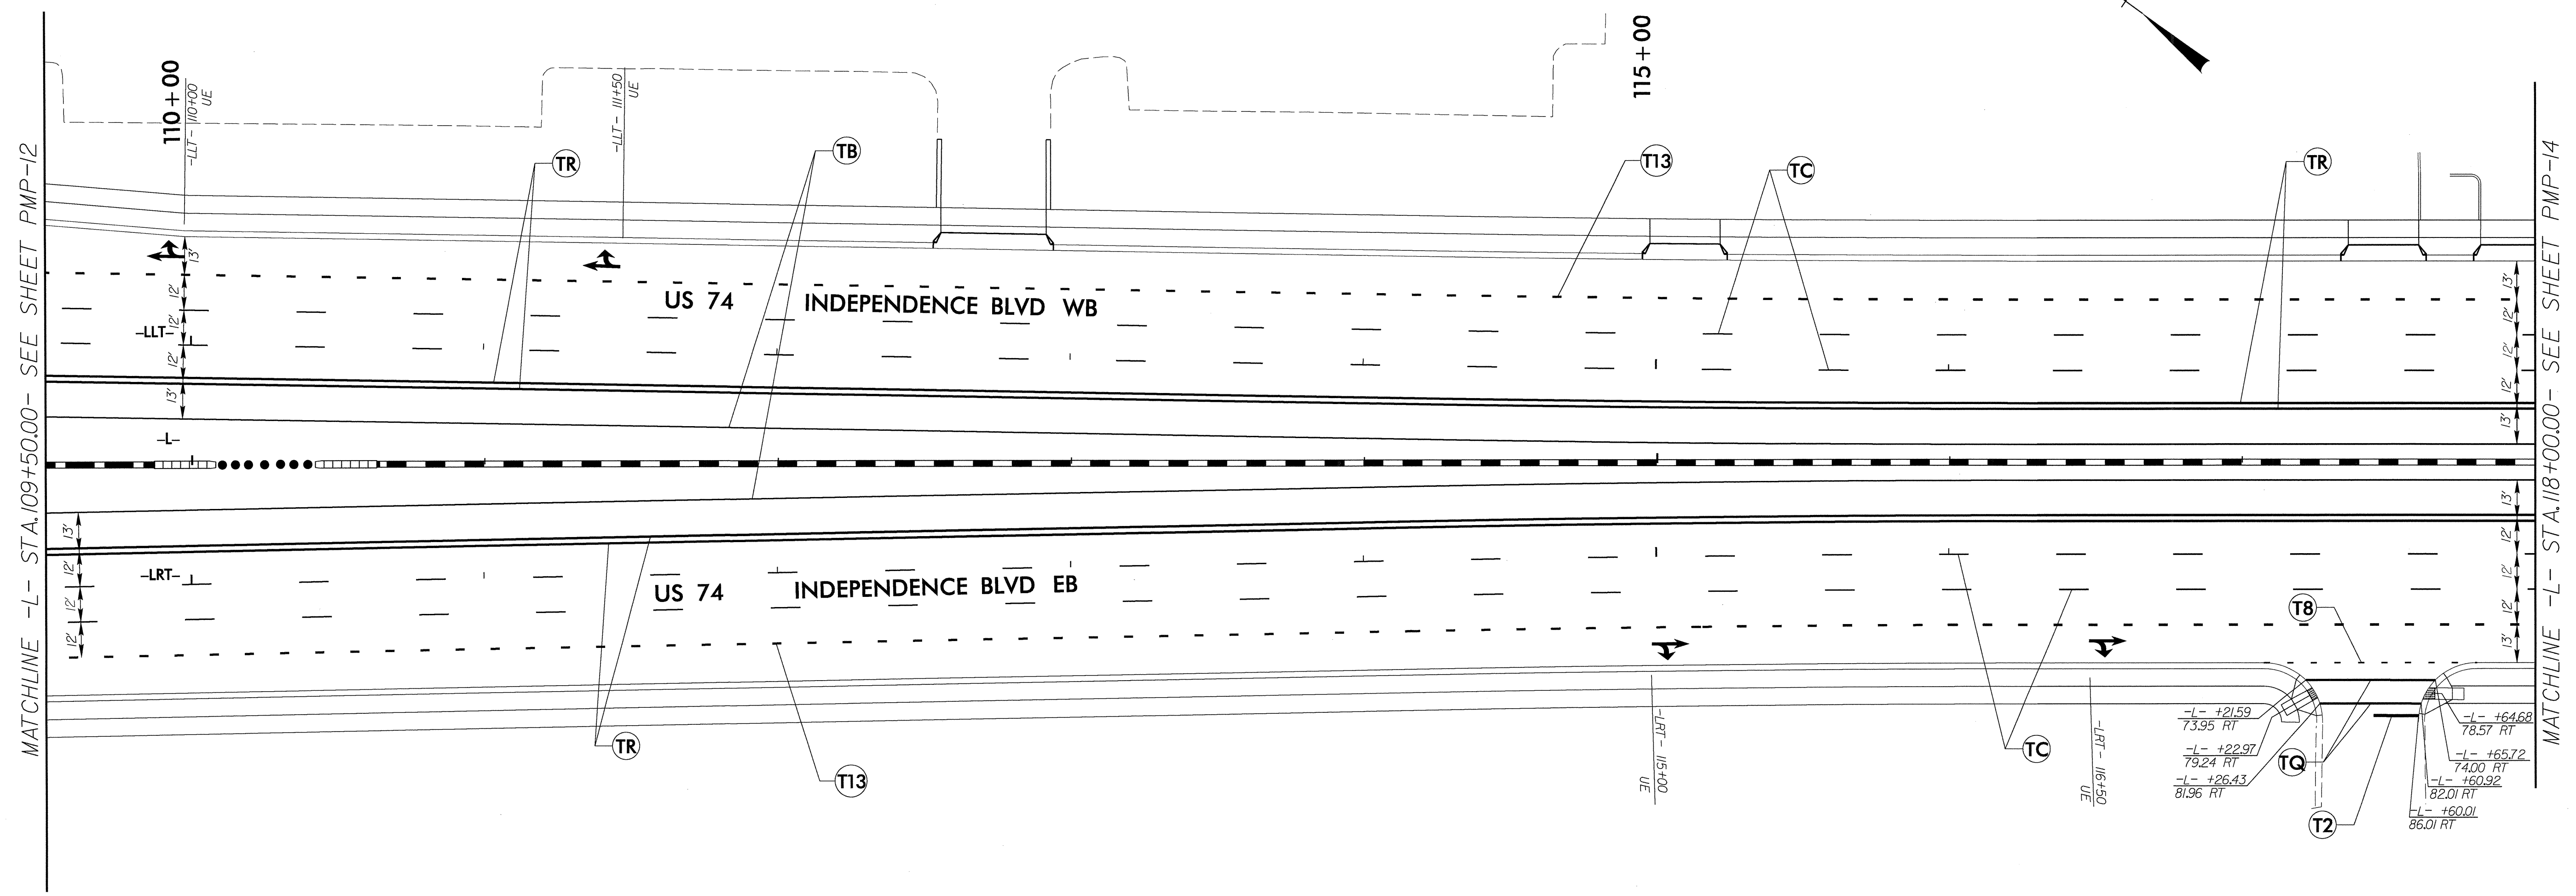 MATCHLINE -L- STA.109+50.00- SEE SHEET PMP-12
110+00
-LLT- 110+00
UE
-LLT- 111+50
UE
115+00
TR
TB
T13
TC
TR
13'
12'
12'
12'
13'
-LLT-
US 74 INDEPENDENCE BLVD WB
13'
12'
12'
12'
13'
-L-
13'
12'
12'
12'
-LRT-
US 74 INDEPENDENCE BLVD EB
13'
12'
12'
12'
13'
T8
TR
T13
-LRT- 115+00
UE
TC
-LRT- 116+50
UE
-L- +21.59
73.95 RT
-L- +22.97
79.24 RT
-L- +26.43
81.96 RT
TQ
T2
-L- +64.68
78.57 RT
-L- +65.72
74.00 RT
-L- +60.92
82.01 RT
-L- +60.01
86.01 RT
MATCHLINE -L- STA.118+00.00- SEE SHEET PMP-14